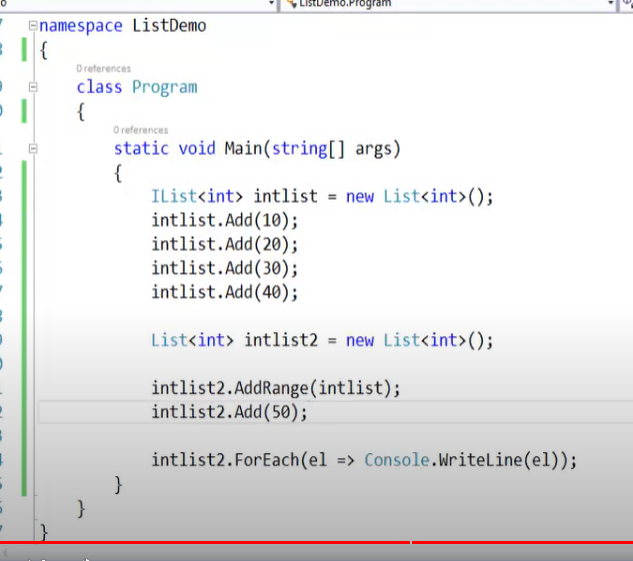 ListDemo.Program
namespace ListDemo
{
0 references
class Program
{
0 references
static void Main(string[] args)
{
IList<int> intlist = new List<int>();
intlist.Add(10);
intlist.Add(20);
intlist.Add(30);
intlist.Add(40);
List<int> intlist2 = new List<int>();
intlist2.AddRange(intlist);
intlist2.Add(50);
intlist2.ForEach(el => Console.WriteLine(el));
}
}
}